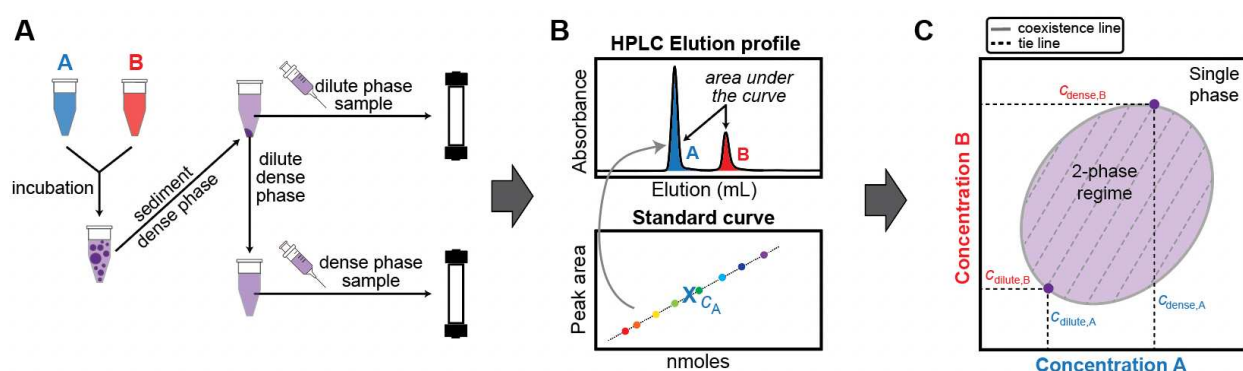 A
A
B
incubation
sediment
dense phase
dilute phase
sample
dilute
dense
phase
dense phase
sample
B
HPLC Elution profile
Absorbance
area under
the curve
A
B
Elution (mL)
Standard curve
Peak area
X
CA
nmoles
C
coexistence line
tie line
Single
phase
Cdense,B
2-phase
regime
Concentration B
Cdilute,B
Cdilute,A
Cdense,A
Concentration A